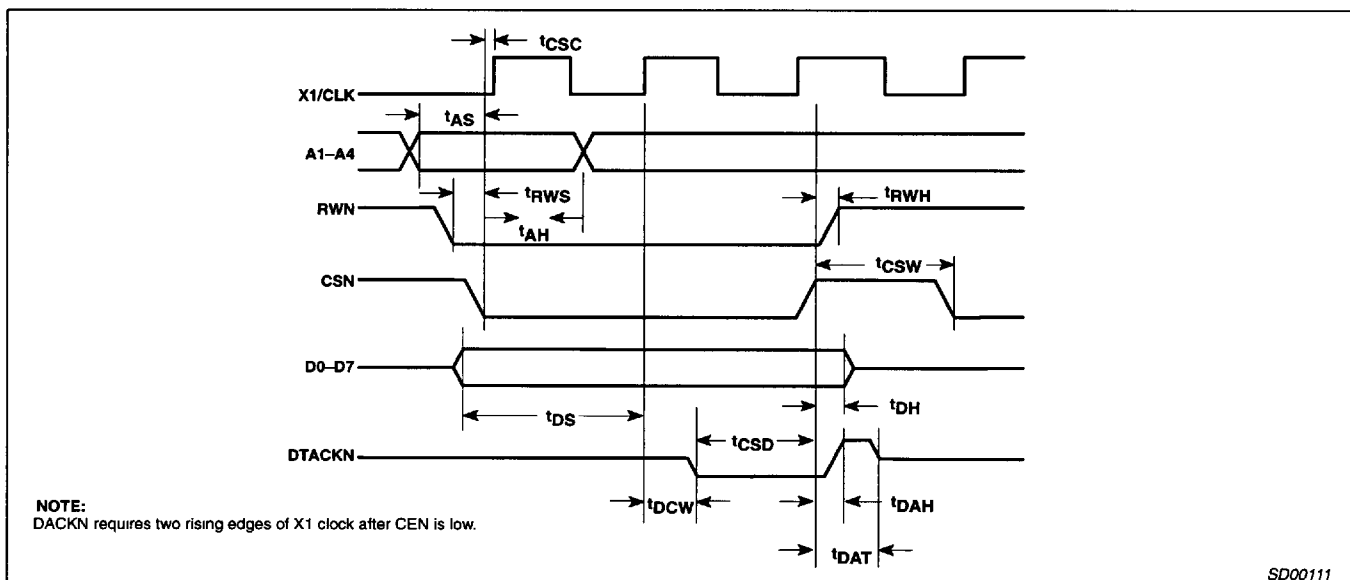 tCSC
X1/CLK
tAS
A1–A4
tRWS
tRWH
RWN
tAH
tCSW
CSN
D0–D7
tDS
tDH
tCSD
DTACKN
tDCW
tDAH
NOTE:
DACKN requires two rising edges of X1 clock after CEN is low.
tDAT
SD00111